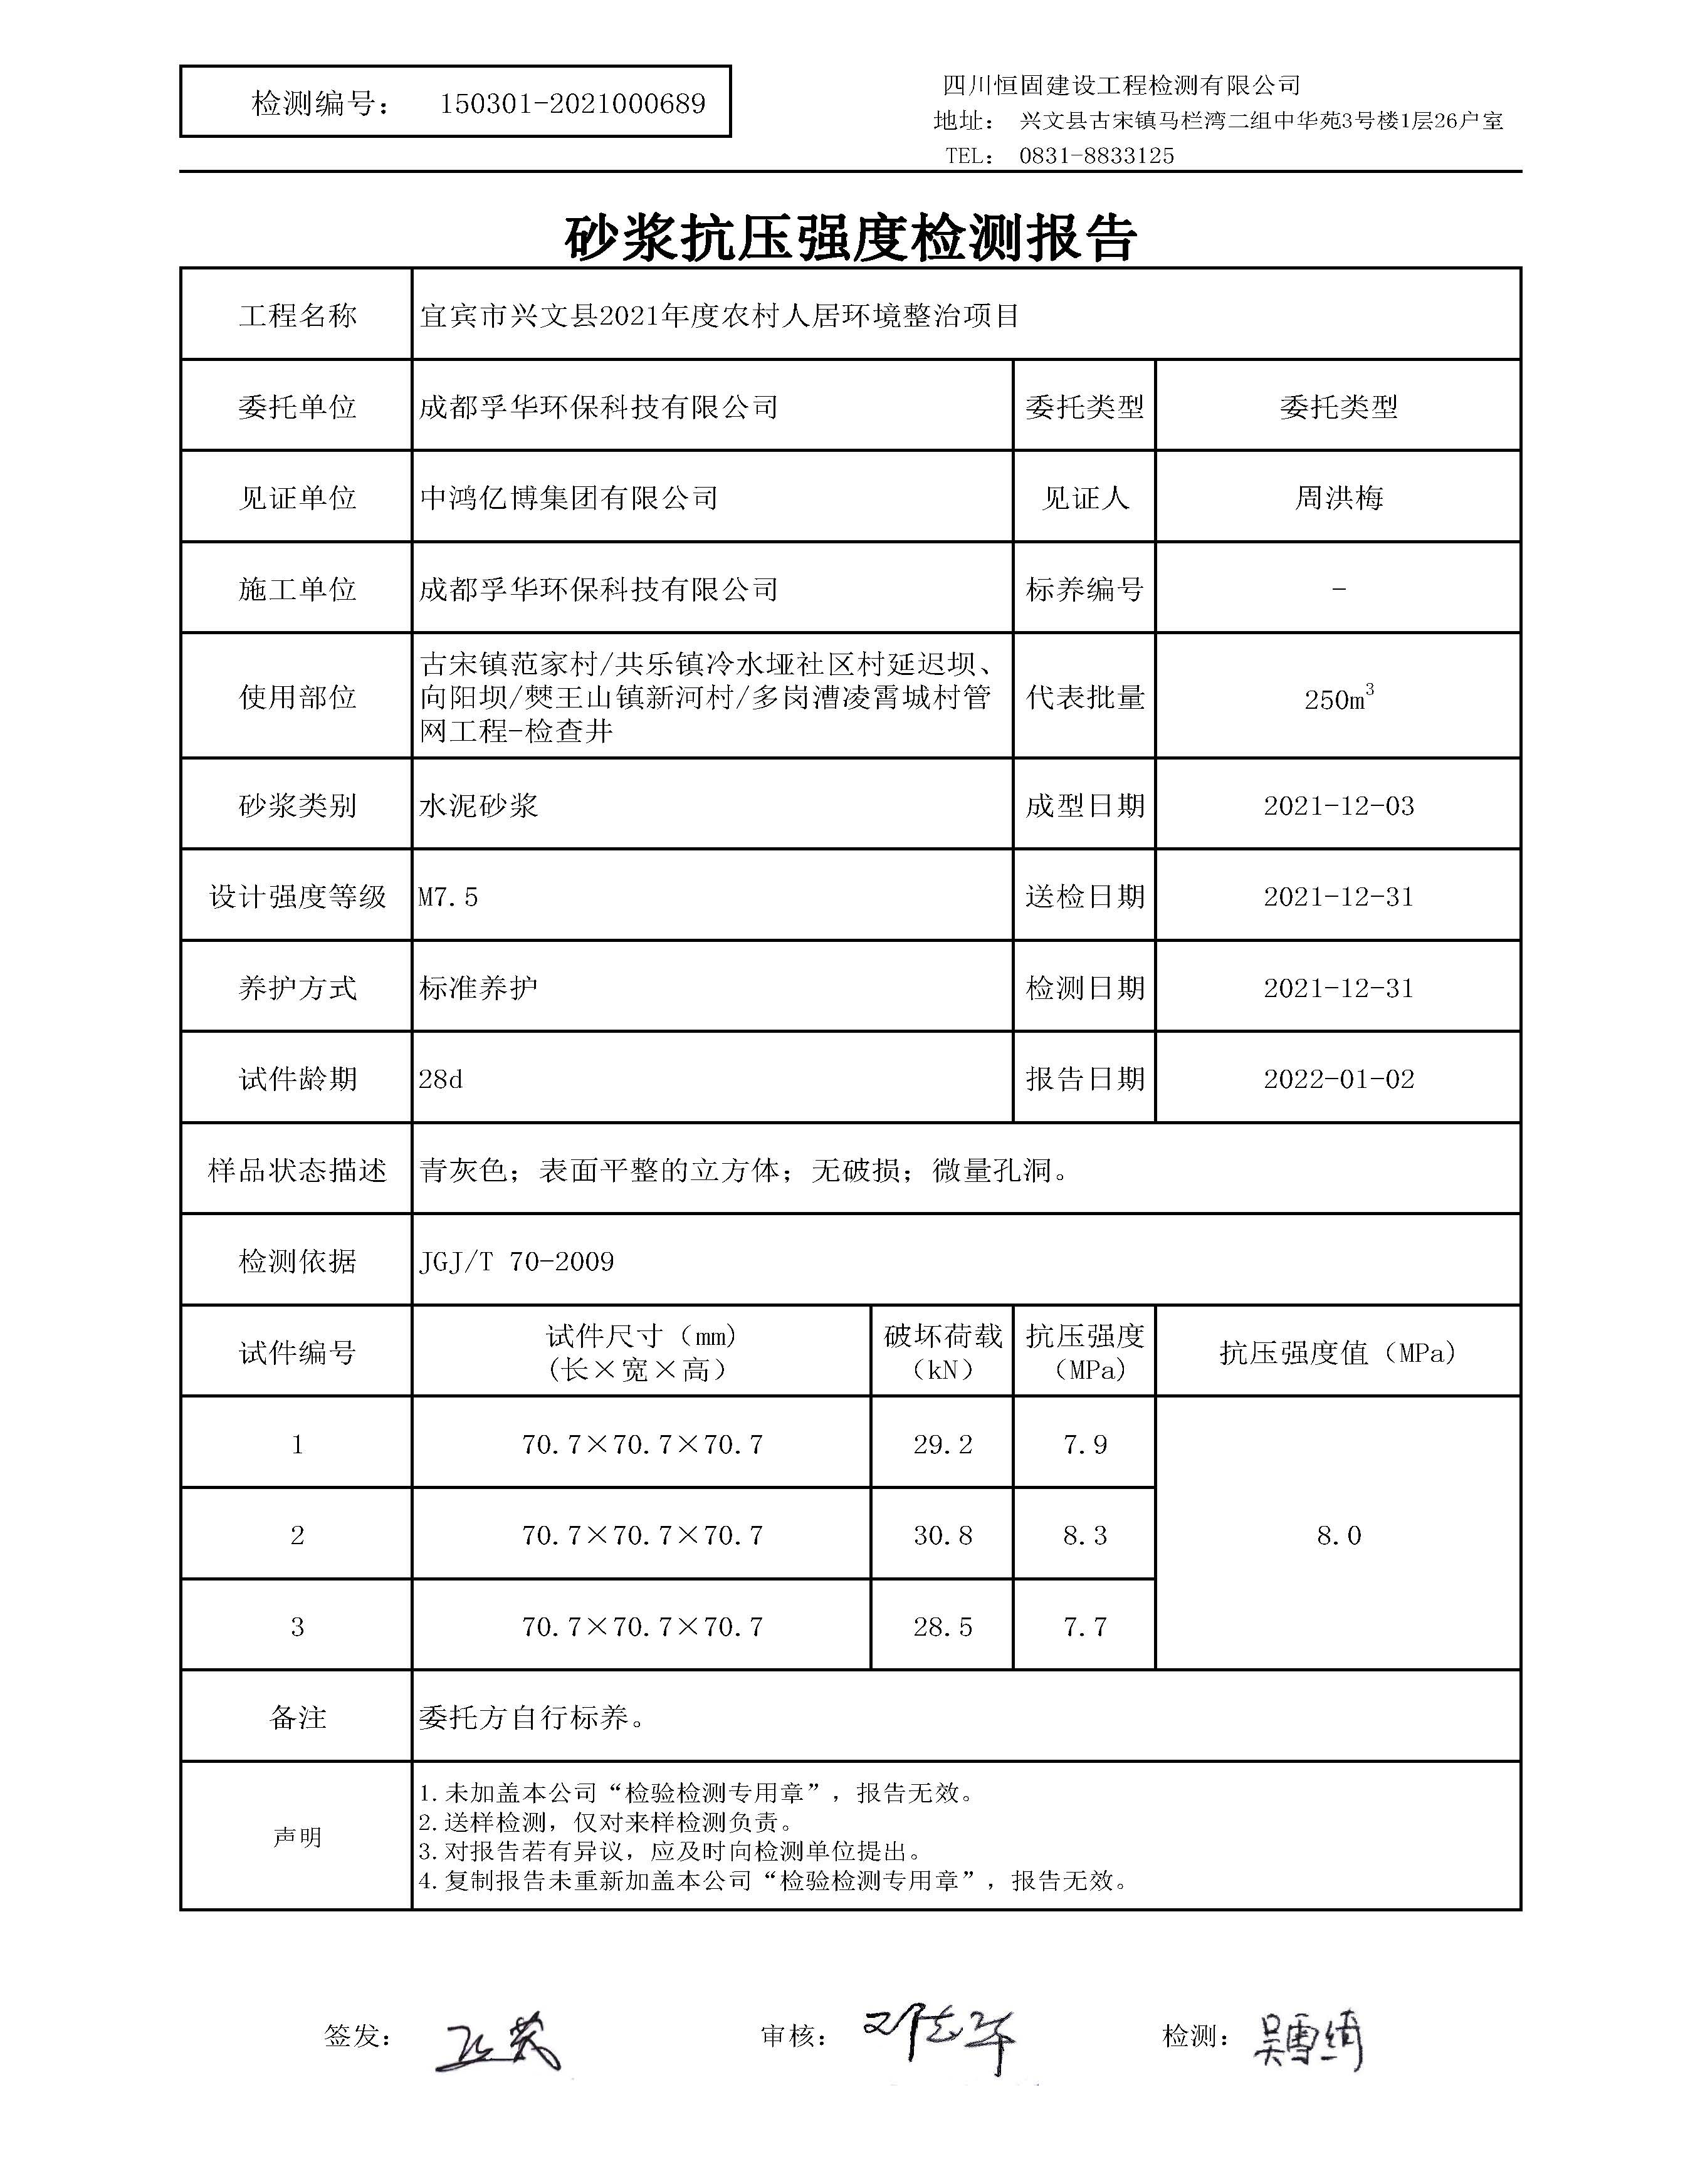 检测编号： 150301-2021000689
四川恒固建设工程检测有限公司
地址： 兴文县古宋镇马栏湾二组中华苑3号楼1层26户室
TEL： 0831-8833125
砂浆抗压强度检测报告
工程名称 宜宾市兴文县2021年度农村人居环境整治项目
委托单位 成都孚华环保科技有限公司 委托类型 委托类型
见证单位 中鸿亿博集团有限公司 见证人 周洪梅
施工单位 成都孚华环保科技有限公司 标养编号 -
使用部位 古宋镇范家村/共乐镇冷水垭社区村延迟坝、
向阳坝/僰王山镇新河村/多岗漕凌霄城村管
网工程-检查井
代表批量 250m³
砂浆类别 水泥砂浆 成型日期 2021-12-03
设计强度等级 M7.5 送检日期 2021-12-31
养护方式 标准养护 检测日期 2021-12-31
试件龄期 28d 报告日期 2022-01-02
样品状态描述 青灰色；表面平整的立方体；无破损；微量孔洞。
检测依据 JGJ/T 70-2009
试件编号 试件尺寸（mm)
(长×宽×高） 破坏荷载
（kN） 抗压强度
（MPa) 抗压强度值（MPa)
1 70.7×70.7×70.7 29.2 7.9
2 70.7×70.7×70.7 30.8 8.3 8.0
3 70.7×70.7×70.7 28.5 7.7
备注 委托方自行标养。
声明
1.未加盖本公司“检验检测专用章”，报告无效。
2.送样检测，仅对来样检测负责。
3.对报告若有异议，应及时向检测单位提出。
4.复制报告未重新加盖本公司“检验检测专用章”，报告无效。
签发： 审核： 邓志华 检测： 吴雪绮